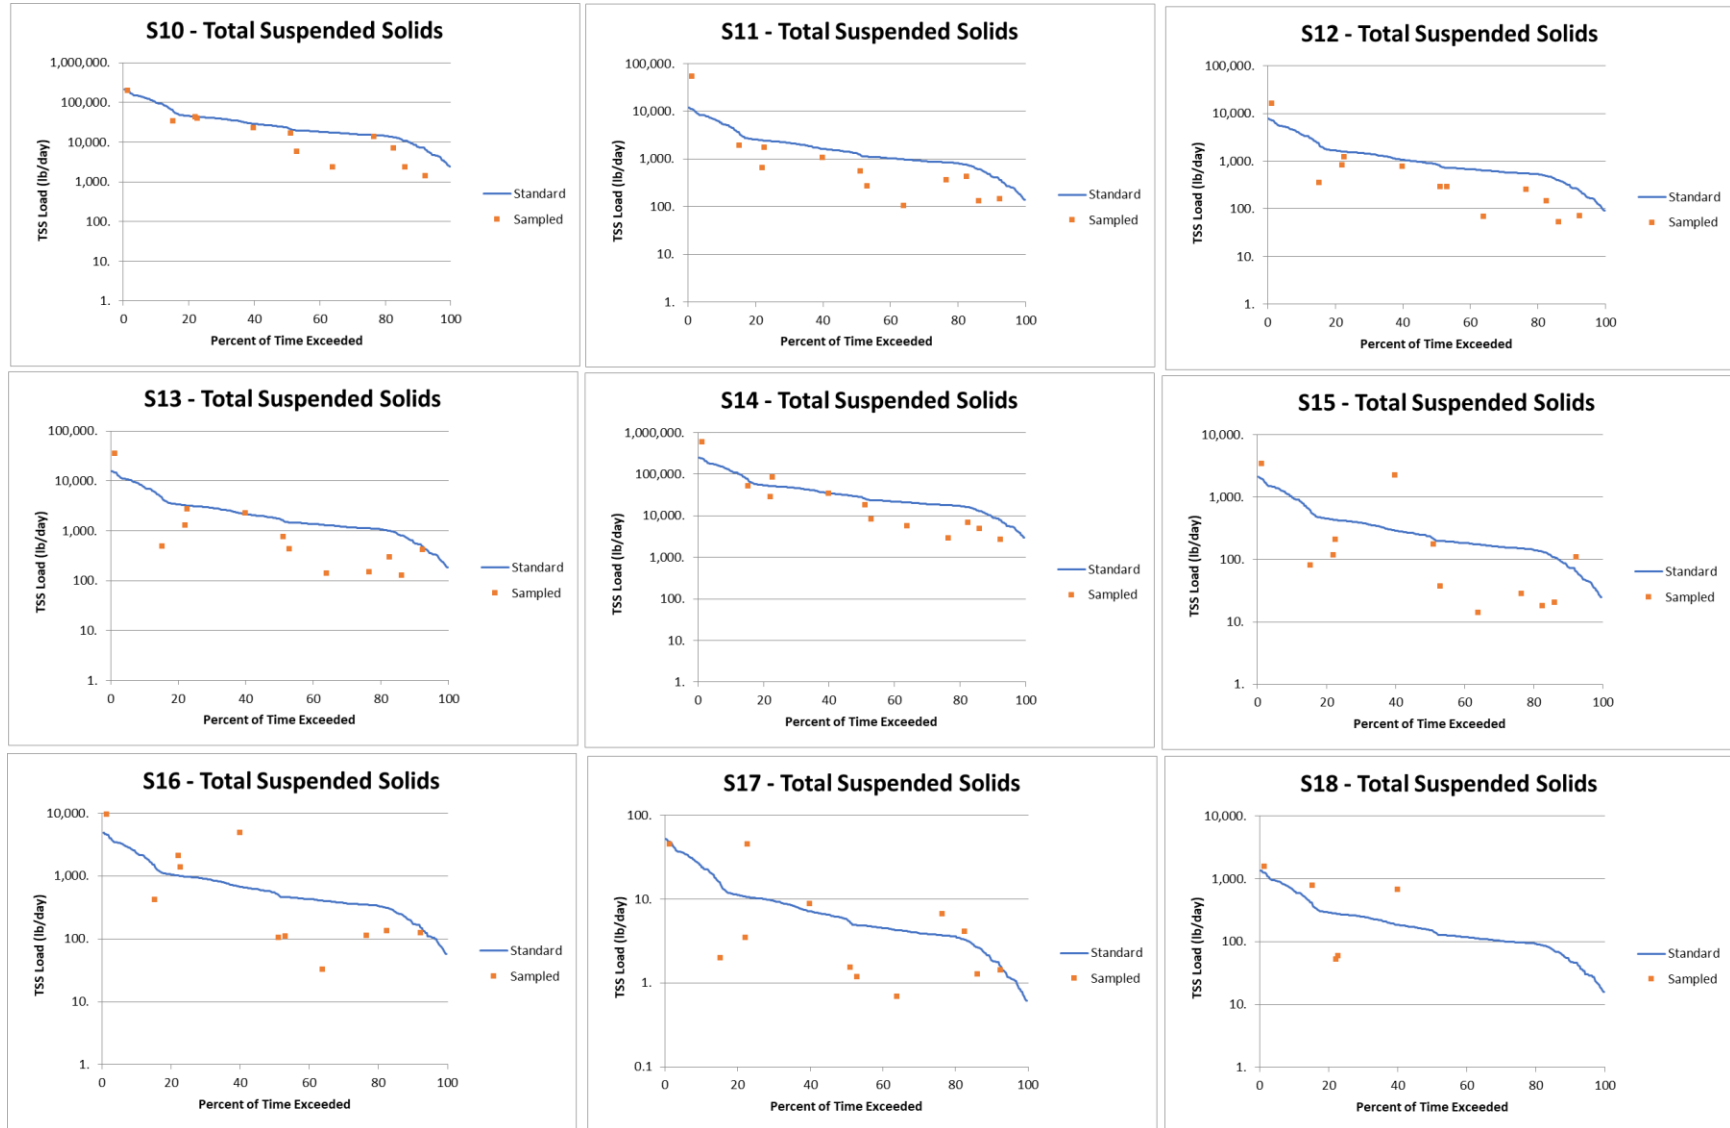 S10 - Total Suspended Solids
1,000,000.
100,000.
10,000.
1,000.
100.
10.
1.
TSS Load (lb/day)
0 20 40 60 80 100
Percent of Time Exceeded
Standard
Sampled
S11 - Total Suspended Solids
100,000.
10,000.
1,000.
100.
10.
1.
TSS Load (lb/day)
0 20 40 60 80 100
Percent of Time Exceeded
Standard
Sampled
S12 - Total Suspended Solids
100,000.
10,000.
1,000.
100.
10.
1.
TSS Load (lb/day)
0 20 40 60 80 100
Percent of Time Exceeded
Standard
Sampled
S13 - Total Suspended Solids
100,000.
10,000.
1,000.
100.
10.
1.
TSS Load (lb/day)
0 20 40 60 80 100
Percent of Time Exceeded
Standard
Sampled
S14 - Total Suspended Solids
1,000,000.
100,000.
10,000.
1,000.
100.
10.
1.
TSS Load (lb/day)
0 20 40 60 80 100
Percent of Time Exceeded
Standard
Sampled
S15 - Total Suspended Solids
10,000.
1,000.
100.
10.
1.
TSS Load (lb/day)
0 20 40 60 80 100
Percent of Time Exceeded
Standard
Sampled
S16 - Total Suspended Solids
10,000.
1,000.
100.
10.
1.
TSS Load (lb/day)
0 20 40 60 80 100
Percent of Time Exceeded
Standard
Sampled
S17 - Total Suspended Solids
100.
10.
1.
0.1
TSS Load (lb/day)
0 20 40 60 80 100
Percent of Time Exceeded
Standard
Sampled
S18 - Total Suspended Solids
10,000.
1,000.
100.
10.
1.
TSS Load (lb/day)
0 20 40 60 80 100
Percent of Time Exceeded
Standard
Sampled